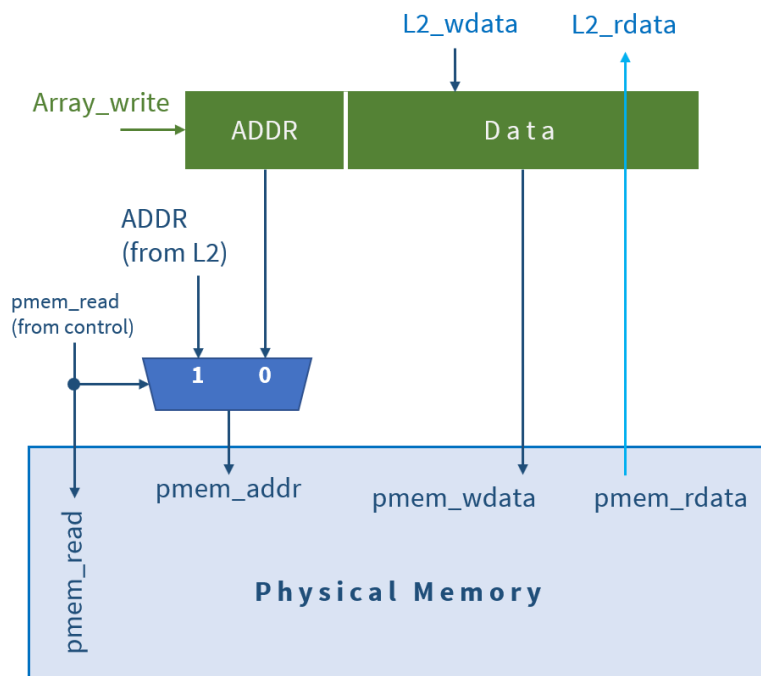 L2_wdata
L2_rdata
Array_write
ADDR
Data
ADDR
(from L2)
pmem_read
(from control)
1
0
pmem_addr
pmem_wdata
pmem_rdata
pmem_read
Physical Memory